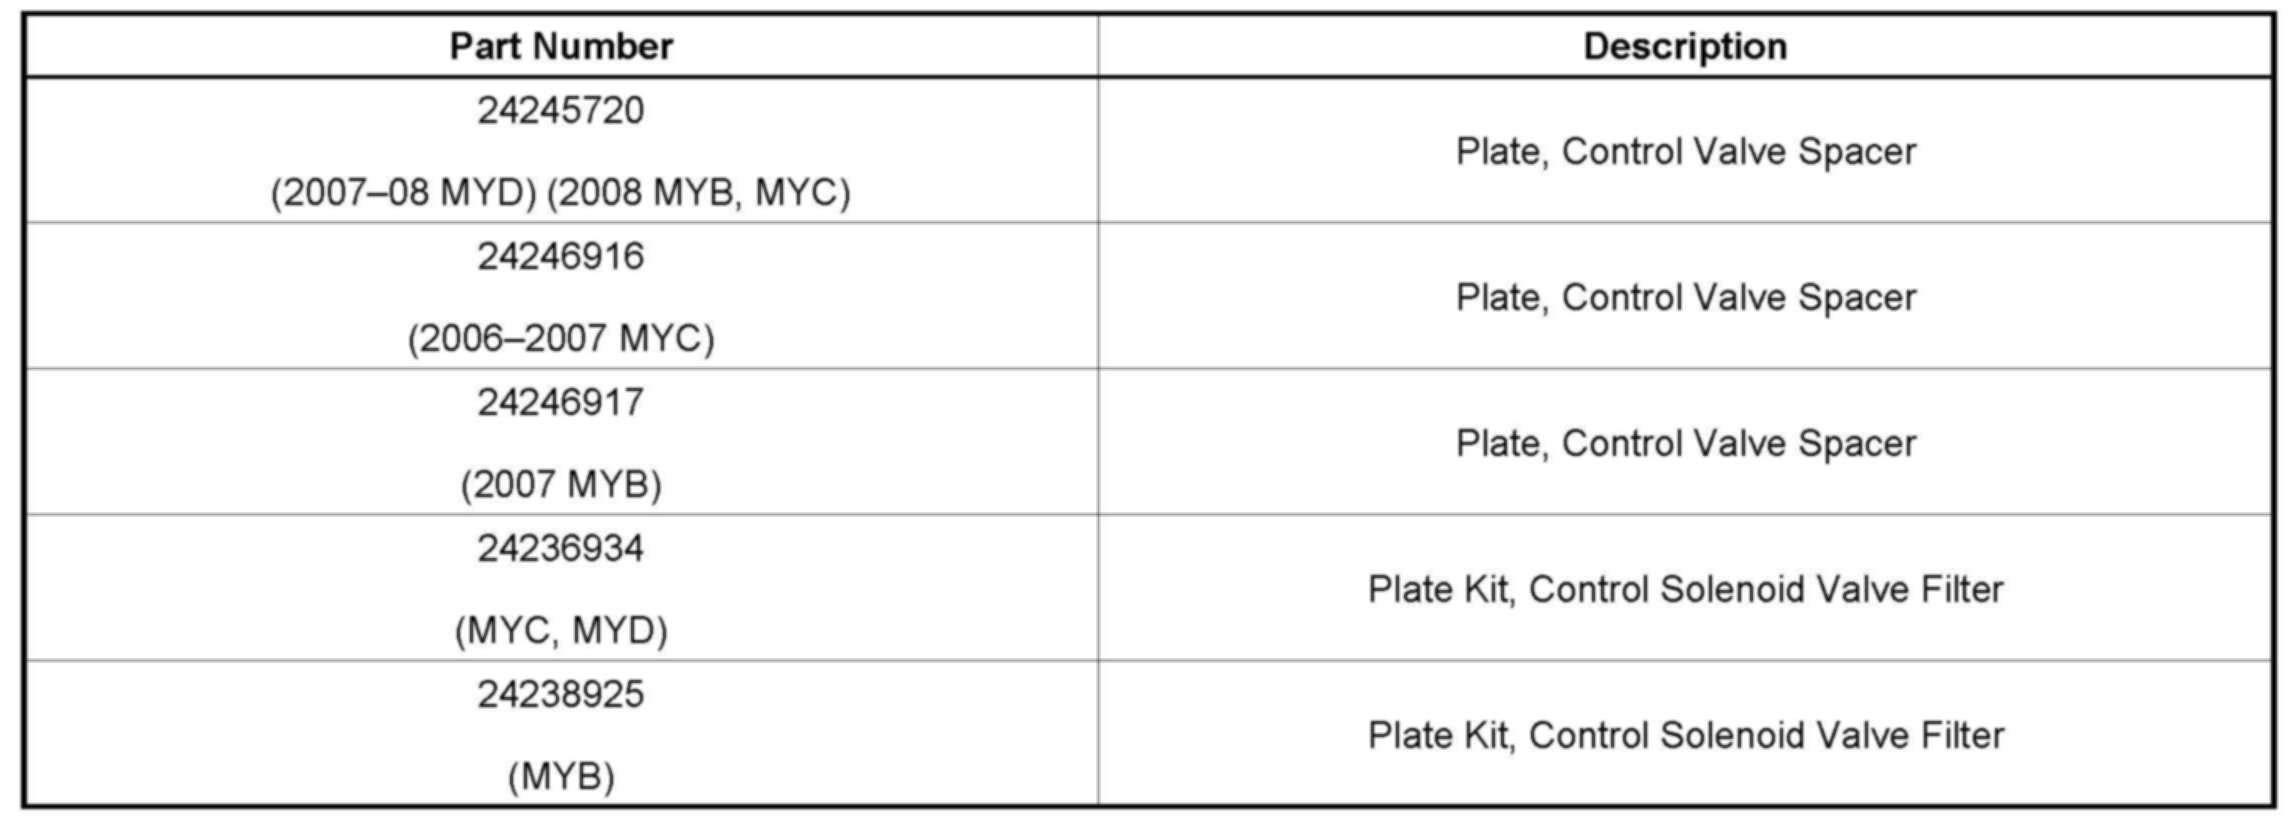 Part Number
Description
24245720
(2007–08 MYD) (2008 MYB, MYC)
Plate, Control Valve Spacer
24246916
(2006–2007 MYC)
Plate, Control Valve Spacer
24246917
(2007 MYB)
Plate, Control Valve Spacer
24236934
(MYC, MYD)
Plate Kit, Control Solenoid Valve Filter
24238925
(MYB)
Plate Kit, Control Solenoid Valve Filter